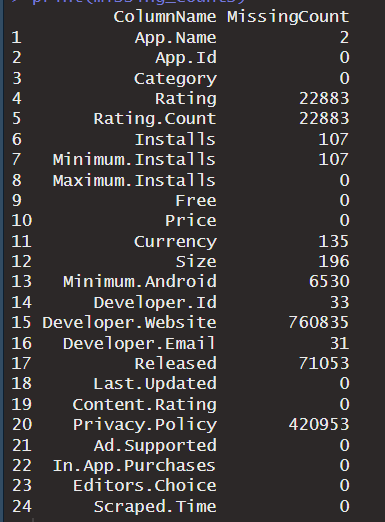 > print(missing_counts)
ColumnName MissingCount
1 App.Name 2
2 App.Id 0
3 Category 0
4 Rating 22883
5 Rating.Count 22883
6 Installs 107
7 Minimum.Installs 107
8 Maximum.Installs 0
9 Free 0
10 Price 0
11 Currency 135
12 Size 196
13 Minimum.Android 6530
14 Developer.Id 33
15 Developer.Website 760835
16 Developer.Email 31
17 Released 71053
18 Last.Updated 0
19 Content.Rating 0
20 Privacy.Policy 420953
21 Ad.Supported 0
22 In.App.Purchases 0
23 Editors.Choice 0
24 Scraped.Time 0